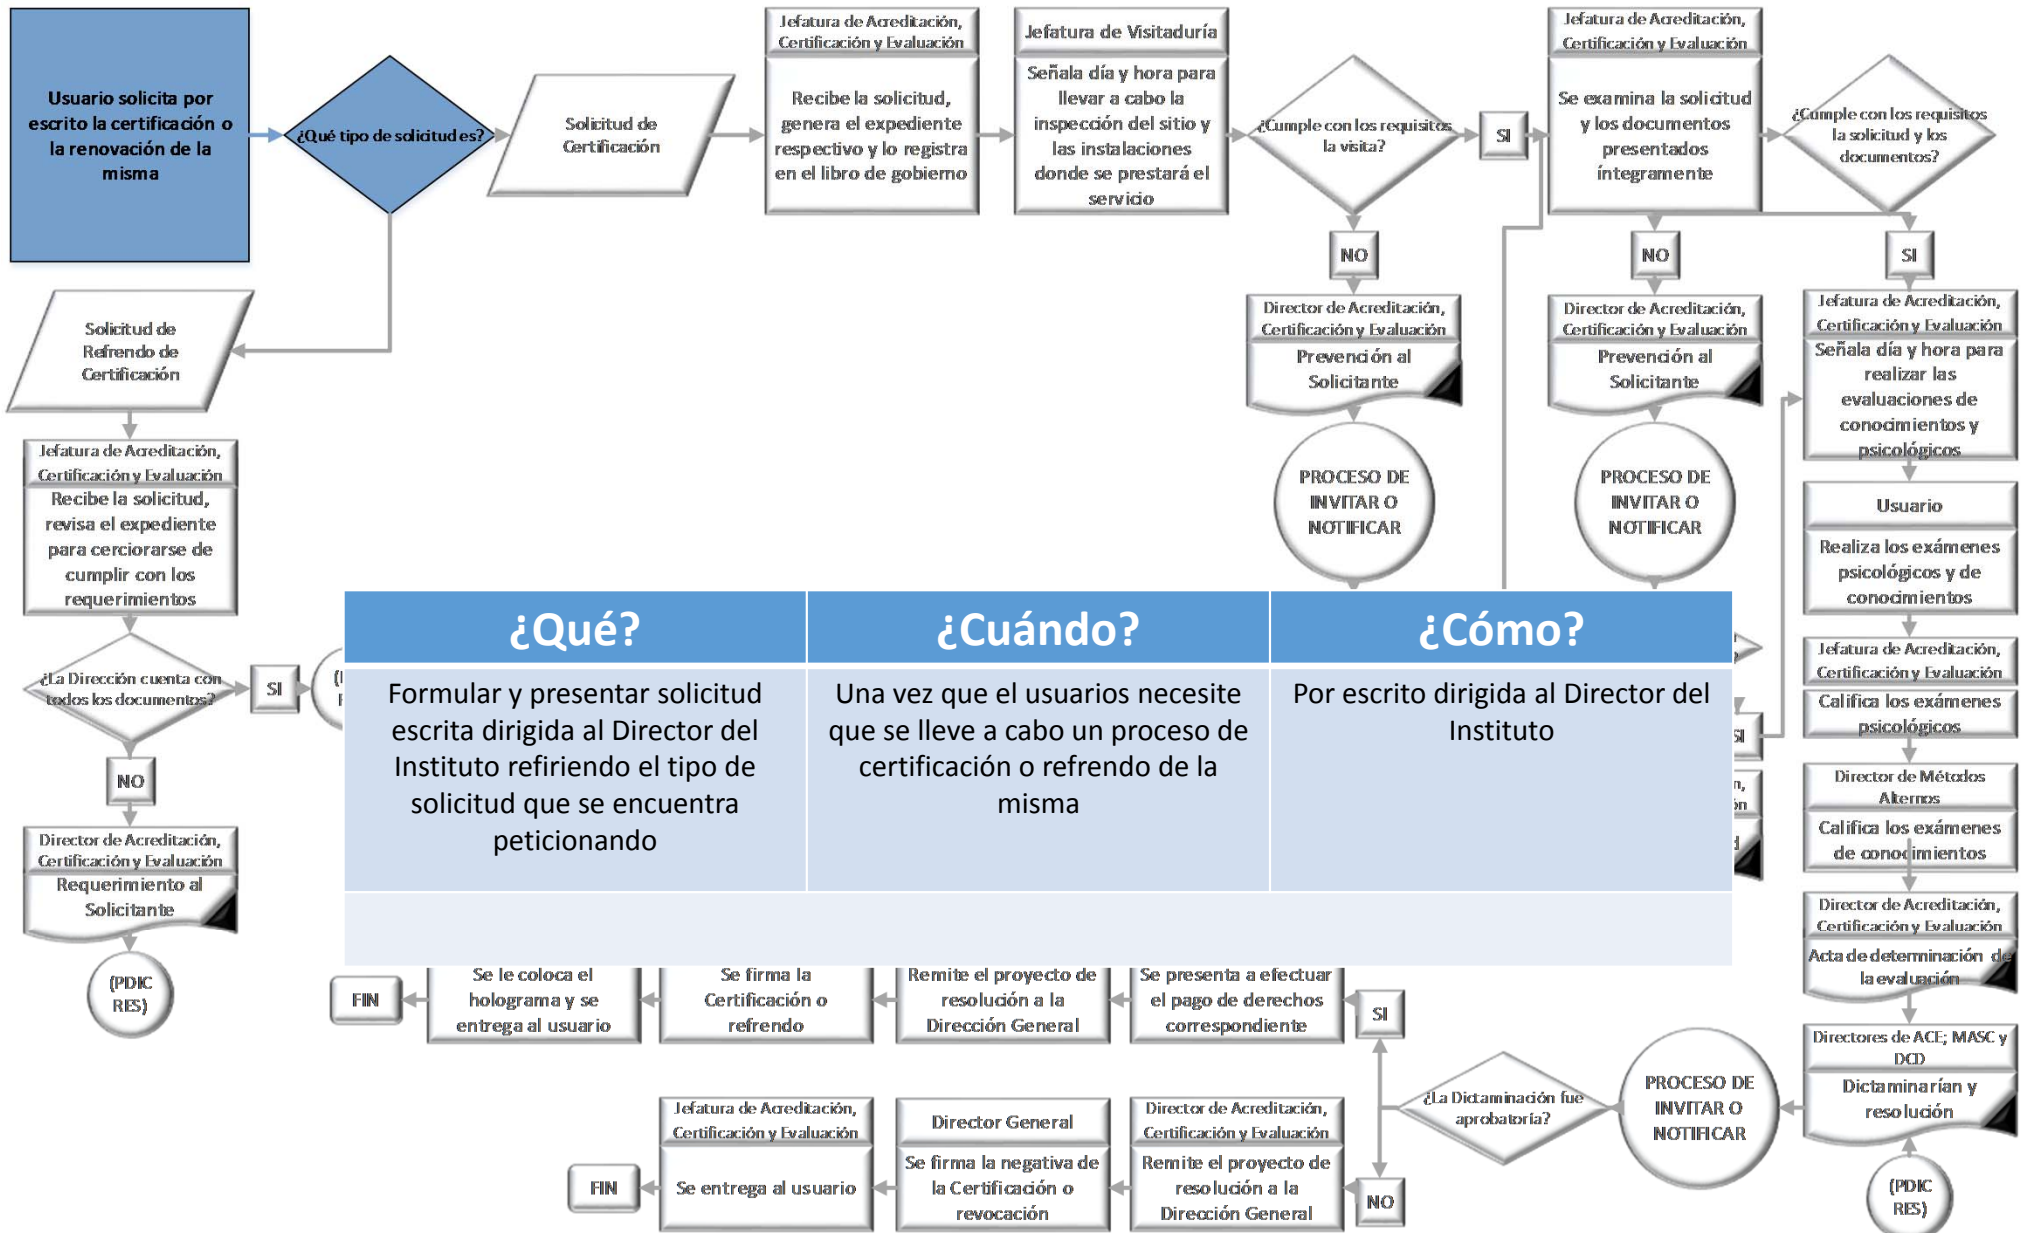 Usuario solicita por
escrito la certificación o
la renovación de la
misma
¿Qué tipo de solicitud es?
Solicitud de
Certificación
Jefatura de Acreditación,
Certificación y Evaluación
Recibe la solicitud,
genera el expediente
respectivo y lo registra
en el libro de gobierno
Jefatura de Visitaduría
Señala día y hora para
llevar a cabo la
inspección del sitio y
las instalaciones
donde se prestará el
servicio
¿Cumple con los requisitos
la visita?
SI
Jefatura de Acreditación,
Certificación y Evaluación
Se examina la solicitud
y los documentos
presentados
íntegramente
¿Cumple con los requisitos
la solicitud y los
documentos?
NO
Director de Acreditación,
Certificación y Evaluación
Prevención al
Solicitante
PROCESO DE
INVITAR O
NOTIFICAR
NO
Director de Acreditación,
Certificación y Evaluación
Prevención al
Solicitante
PROCESO DE
INVITAR O
NOTIFICAR
SI
Jefatura de Acreditación,
Certificación y Evaluación
Señala día y hora para
realizar las
evaluaciones de
conocimientos y
psicológicos
Usuario
Realiza los exámenes
psicológicos y de
conocimientos
Jefatura de Acreditación,
Certificación y Evaluación
Califica los exámenes
psicológicos
Director de Métodos
Alternos
Califica los exámenes
de conocimientos
Director de Acreditación,
Certificación y Evaluación
Acta de determinación de
la evaluación
Directores de ACE; MASC y
DCD
Dictaminarían y
resolución
(PDIC
RES)
Solicitud de
Refrendo de
Certificación
Jefatura de Acreditación,
Certificación y Evaluación
Recibe la solicitud,
revisa el expediente
para cerciorarse de
cumplir con los
requerimientos
¿La Dirección cuenta con
todos los documentos?
SI
NO
Director de Acreditación,
Certificación y Evaluación
Requerimiento al
Solicitante
(PDIC
RES)
¿Qué?
¿Cuándo?
¿Cómo?
Formular y presentar solicitud
escrita dirigida al Director del
Instituto refiriendo el tipo de
solicitud que se encuentra
peticionando
Una vez que el usuarios necesite
que se lleve a cabo un proceso de
certificación o refrendo de la
misma
Por escrito dirigida al Director del
Instituto
SI
PROCESO DE
INVITAR O
NOTIFICAR
¿La Dictaminación fue
aprobatoría?
SI
Se presenta a efectuar
el pago de derechos
correspondiente
Remite el proyecto de
resolución a la
Dirección General
Se firma la
Certificación o
refrendo
Se le coloca el
holograma y se
entrega al usuario
FIN
NO
Director de Acreditación,
Certificación y Evaluación
Remite el proyecto de
resolución a la
Dirección General
Director General
Se firma la negativa de
la Certificación o
revocación
Jefatura de Acreditación,
Certificación y Evaluación
Se entrega al usuario
FIN